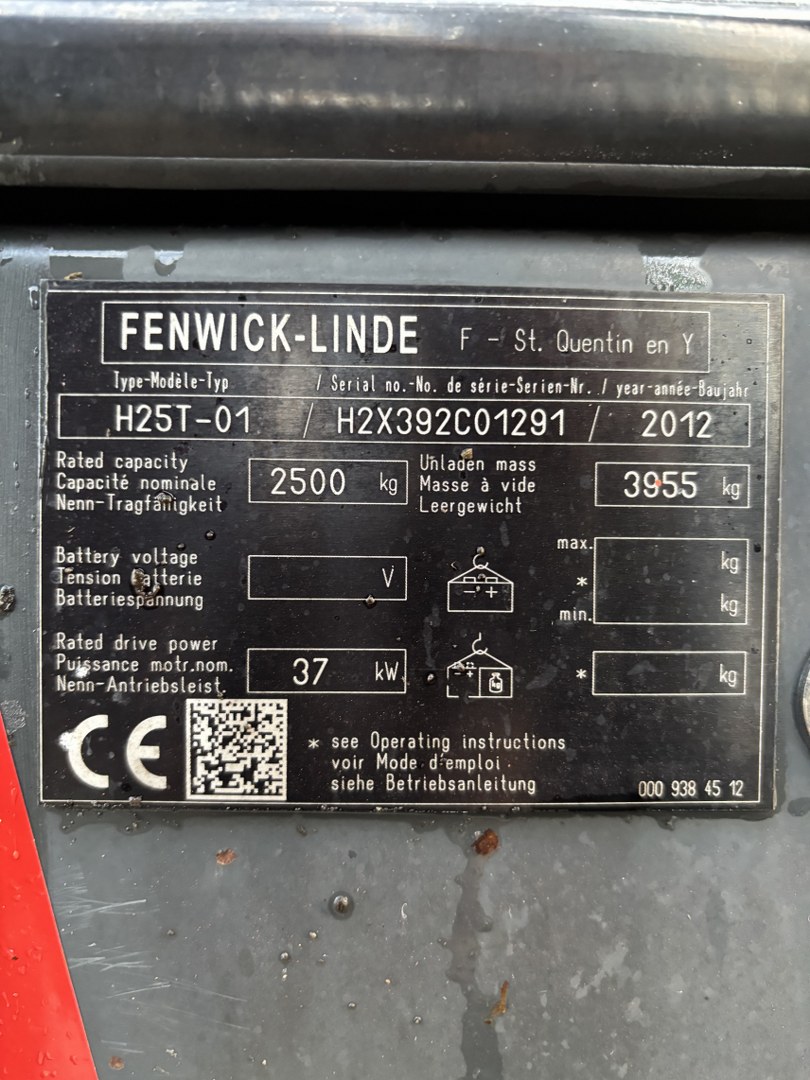 FENWICK-LINDE F - St. Quentin en Y
Type-Modèle-Typ / Serial no.-No. de série-Serien-Nr. / year-année-Baujahr
H25T-01 / H2X392C01291 / 2012
Rated capacity
Capacité nominale
Nenn-Tragfähigkeit
2500 kg
Unladen mass
Masse à vide
Leergewicht
3955 kg
Battery voltage
Tension batterie
Batteriespannung
V
- +
max.
*
min.
kg
kg
Rated drive power
Puissance motr.nom.
Nenn-Antriebsleist.
37 kW
- +
kg
* kg
CE
* see Operating instructions
voir Mode d'emploi
siehe Betriebsanleitung
000 938 45 12